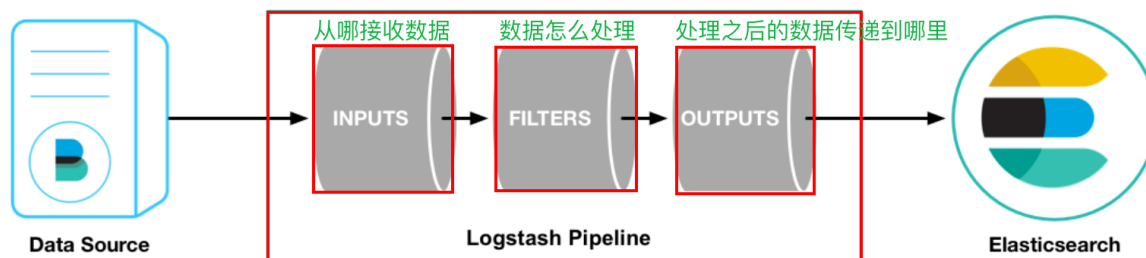 从哪接收数据
数据怎么处理
处理之后的数据传递到哪里
INPUTS
FILTERS
OUTPUTS
Data Source
Logstash Pipeline
Elasticsearch